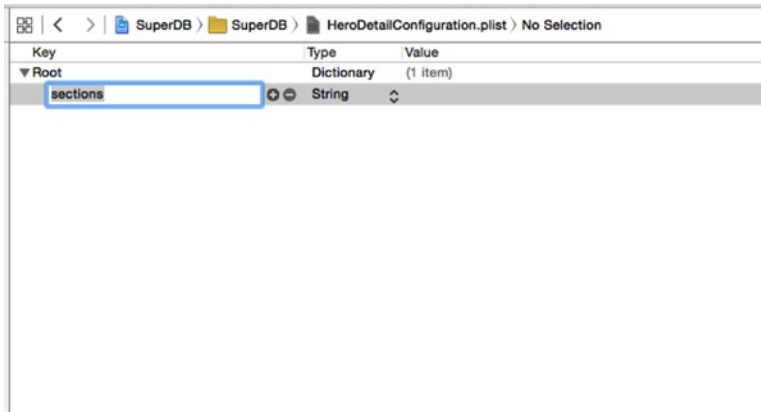 SuperDB SuperDB HeroDetailConfiguration.plist No Selection
Key Type Value
Root Dictionary (1 item)
sections String